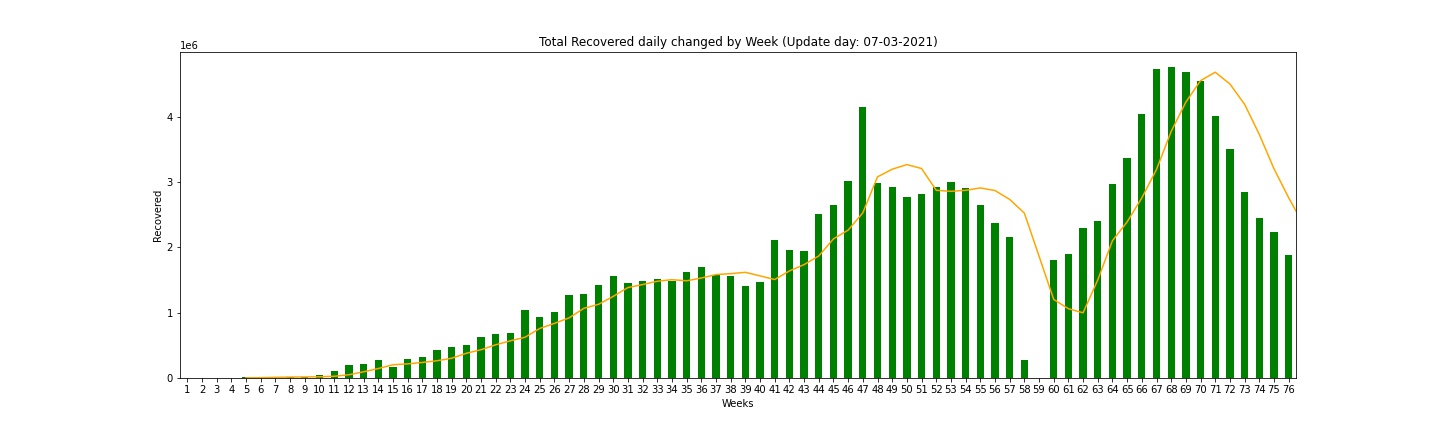 Total Recovered daily changed by Week (Update day: 07-03-2021)
1e6
4
3
2
1
0
Recovered
1 2 3 4 5 6 7 8 9 10 11 12 13 14 15 16 17 18 19 20 21 22 23 24 25 26 27 28 29 30 31 32 33 34 35 36 37 38 39 40 41 42 43 44 45 46 47 48 49 50 51 52 53 54 55 56 57 58 59 60 61 62 63 64 65 66 67 68 69 70 71 72 73 74 75 76
Weeks